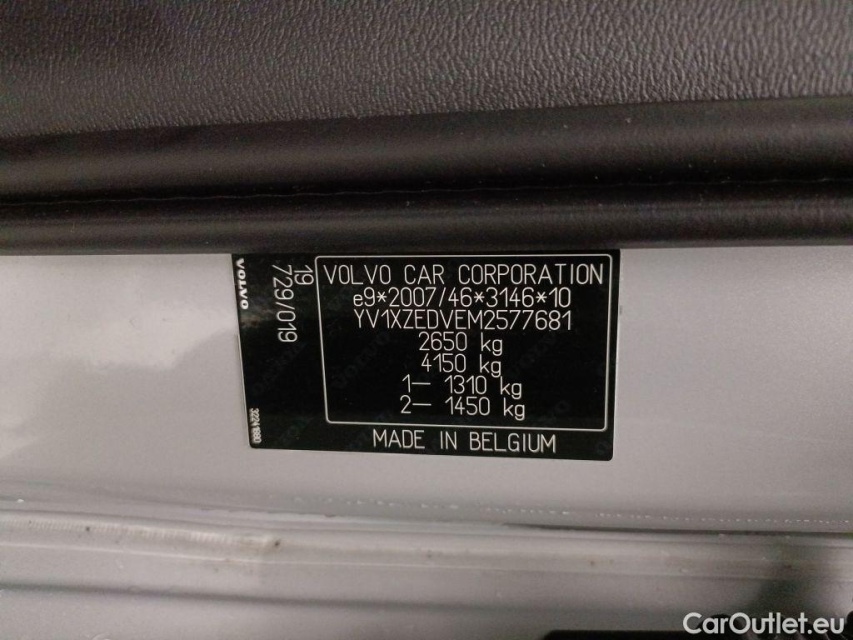 VOLVO
19
729/019
VOLVO CAR CORPORATION
e9*2007/46*3146*10
YV1XZEDVEM2577681
2650 kg
4150 kg
1— 1310 kg
2— 1450 kg
MADE IN BELGIUM
CarOutlet.eu